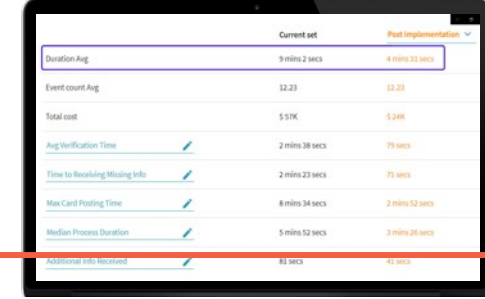 Current set Post Implementation
Duration Avg 9 mins 2 secs 4 mins 31 secs
Event count Avg 12.23 12.23
Total cost $ 57K $ 24K
Avg Verification Time 2 mins 38 secs 79 secs
Time to Receiving Missing Info 2 mins 23 secs 71 secs
Max Card Posting Time 8 mins 34 secs 2 mins 52 secs
Median Process Duration 5 mins 52 secs 3 mins 26 secs
Additional Info Received 81 secs 41 secs